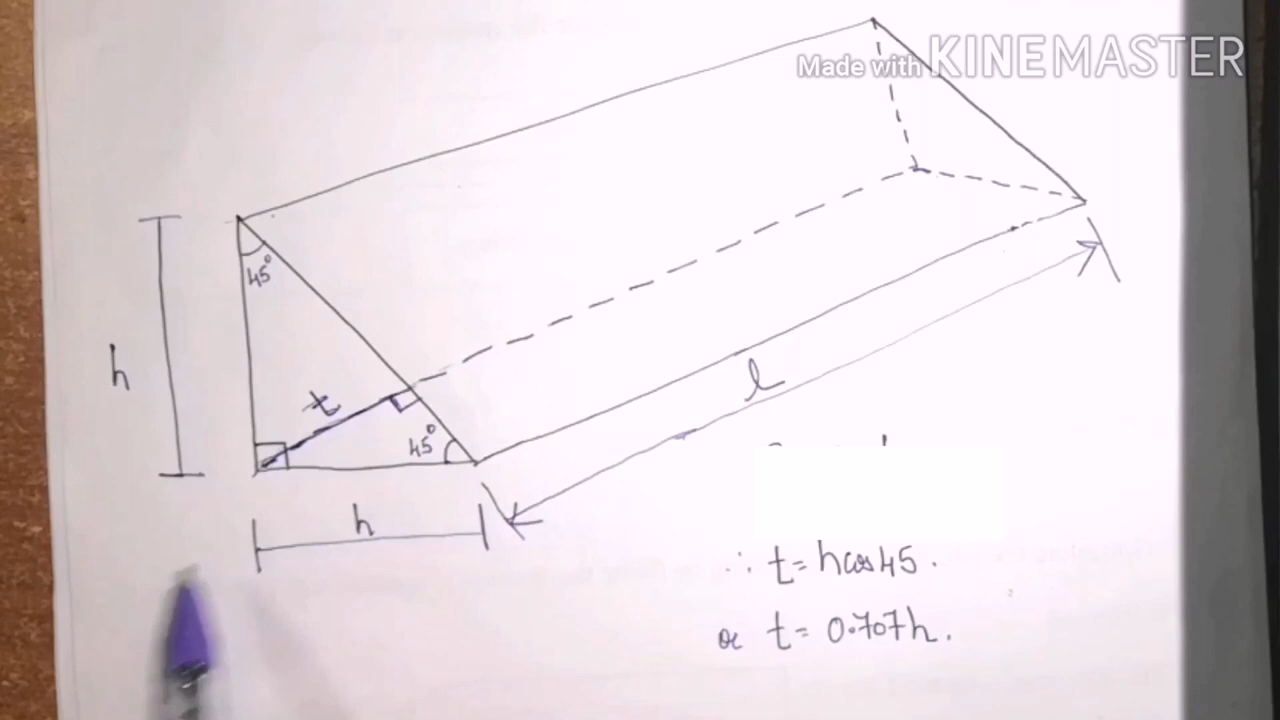 Made with KINEMASTER
45°
h
t
45°
l
h
∴ t = h cos 45.
or t = 0.707h.